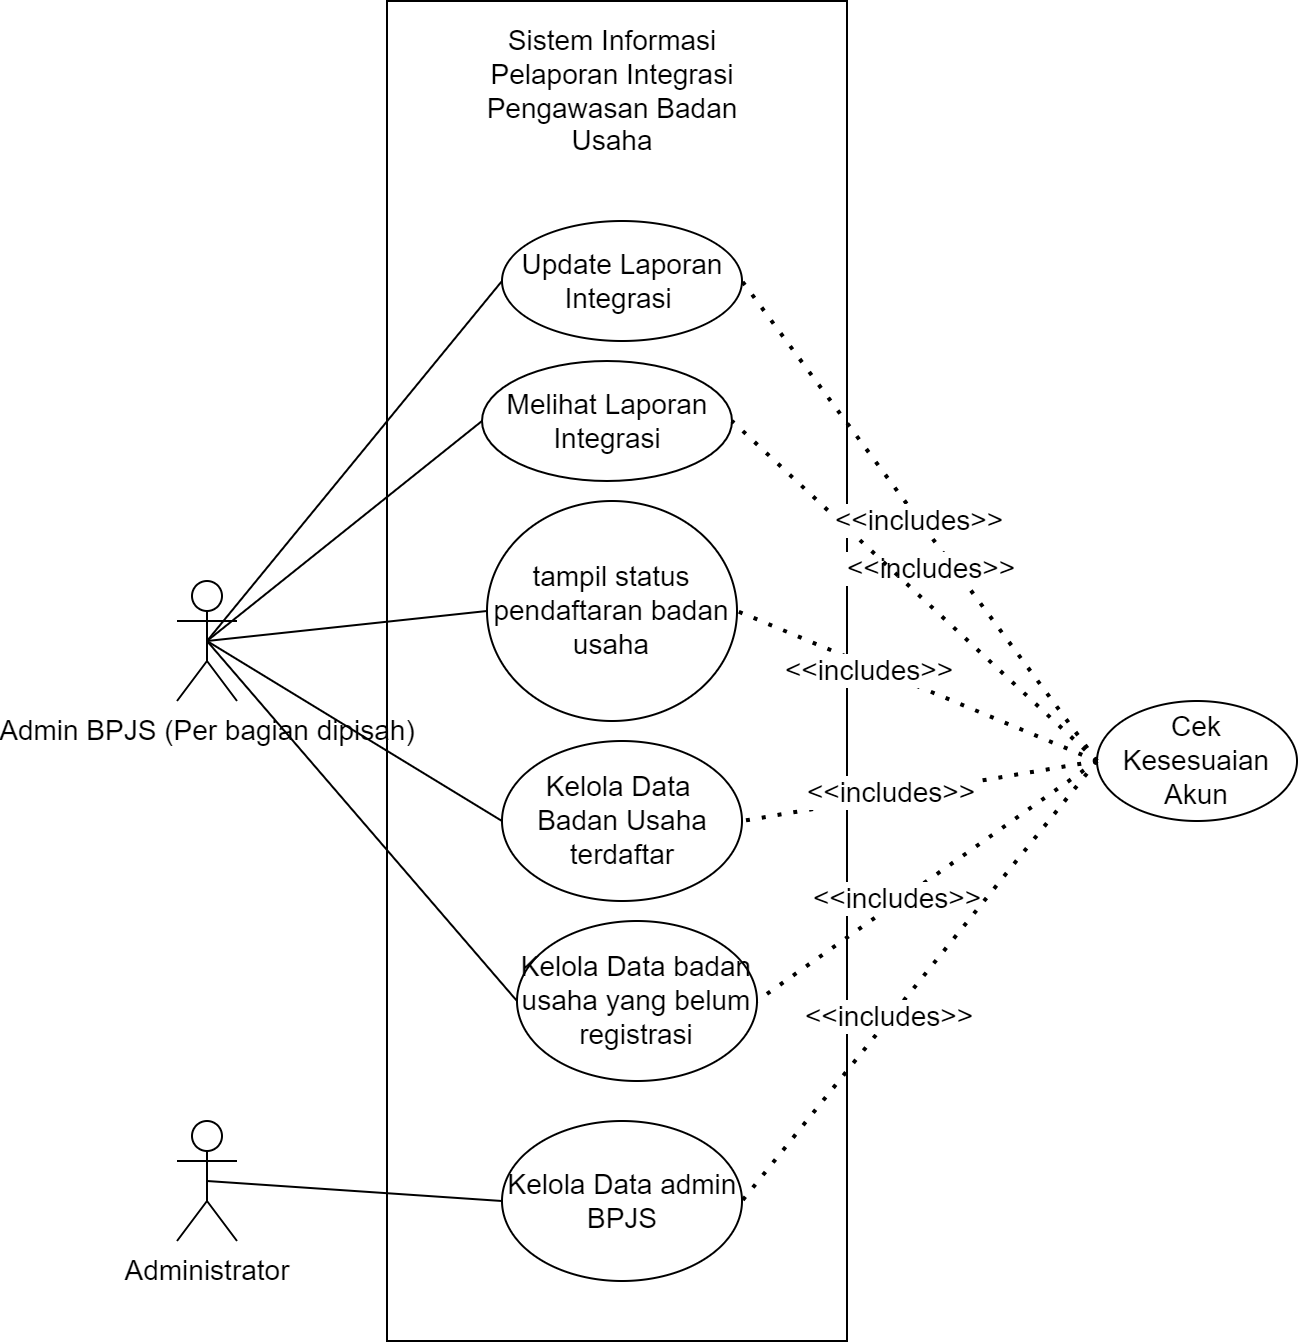 Sistem Informasi
Pelaporan Integrasi
Pengawasan Badan
Usaha
Update Laporan
Integrasi
Melihat Laporan
Integrasi
<<includes>>
<<includes>>
tampil status
pendaftaran badan
usaha
<<includes>>
Admin BPJS (Per bagian dipisah)
Cek
Kesesuaian
Akun
Kelola Data
Badan Usaha
terdaftar
<<includes>>
<<includes>>
Kelola Data badan
usaha yang belum
registrasi
<<includes>>
Kelola Data admin
BPJS
Administrator